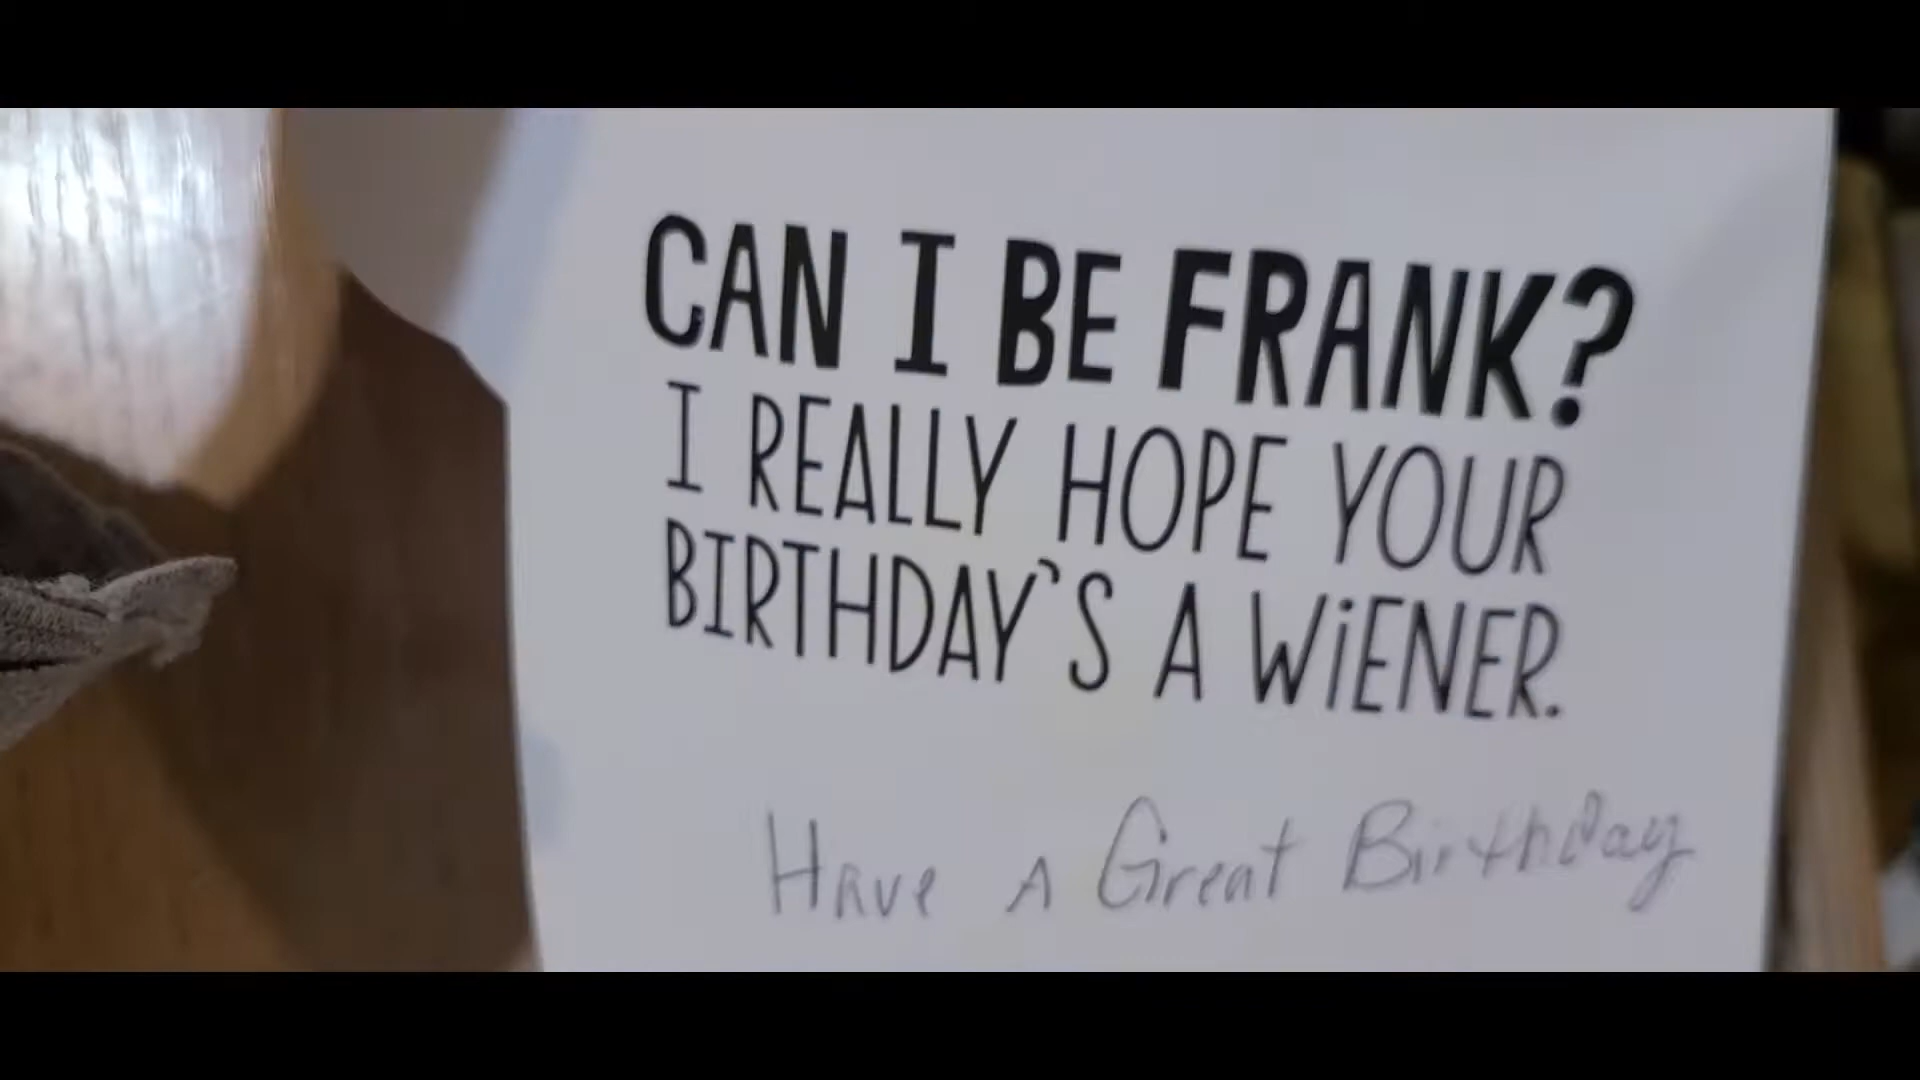 CAN I BE FRANK?
I REALLY HOPE YOUR
BIRTHDAY'S A WiENER.
Have A Great BirthDay